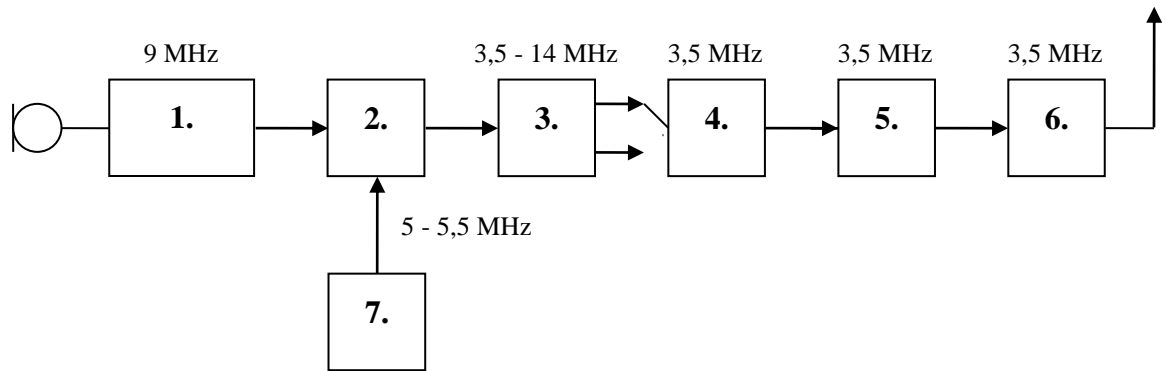 9 MHz
3,5 - 14 MHz
3,5 MHz
3,5 MHz
3,5 MHz
1.
2.
3.
4.
5.
6.
5 - 5,5 MHz
7.